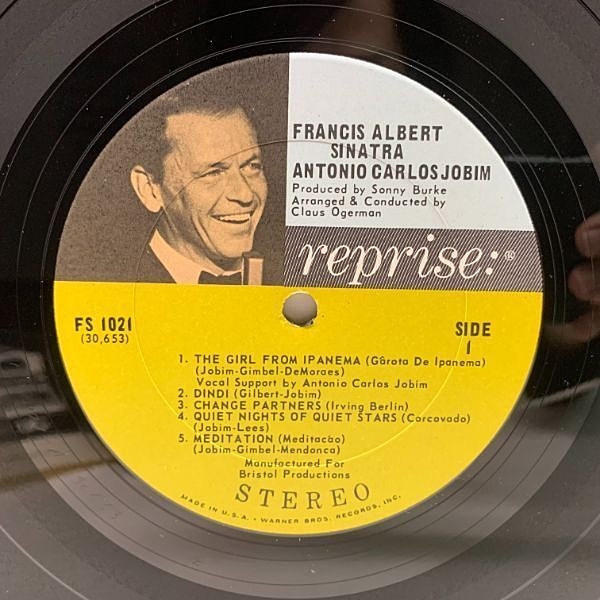 FRANCIS ALBERT
SINATRA
ANTONIO CARLOS JOBIM
Produced by Sonny Burke
Arranged & Conducted by
Claus Ogerman
reprise:®
FS 1021
(30,653)
SIDE
1
1. THE GIRL FROM IPANEMA (Gârota De Ipanema)
(Jobim-Gimbel-DeMoraes)
Vocal Support by Antonio Carlos Jobim
2. DINDI (Gilbert-Jobim)
3. CHANGE PARTNERS (Irving Berlin)
4. QUIET NIGHTS OF QUIET STARS (Corcovado)
(Jobim-Lees)
5. MEDITATION (Meditacão)
(Jobim-Gimbel-Mendonca)
Manufactured For
Bristol Productions
STEREO
MADE IN U.S.A. • WARNER BROS. RECORDS, INC.